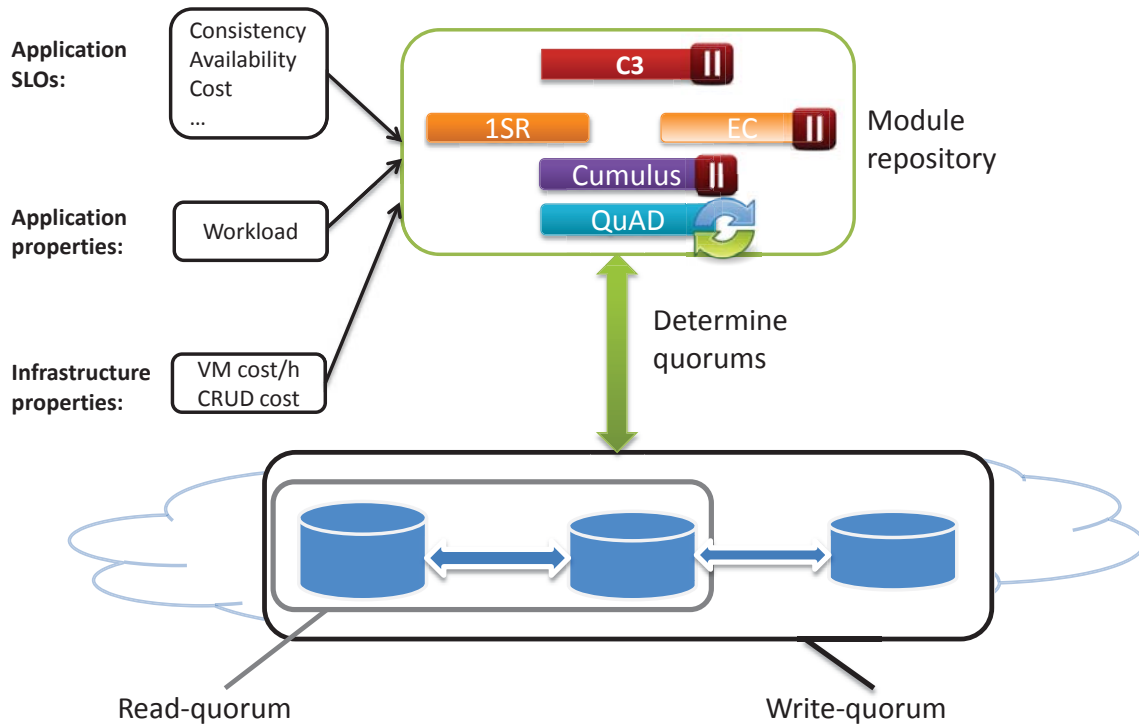 Application
SLOs:
Consistency
Availability
Cost
...
C3
1SR
EC
Cumulus
QuAD
Module
repository
Application
properties:
Workload
Determine
quorums
Infrastructure
properties:
VM cost/h
CRUD cost
Read-quorum
Write-quorum